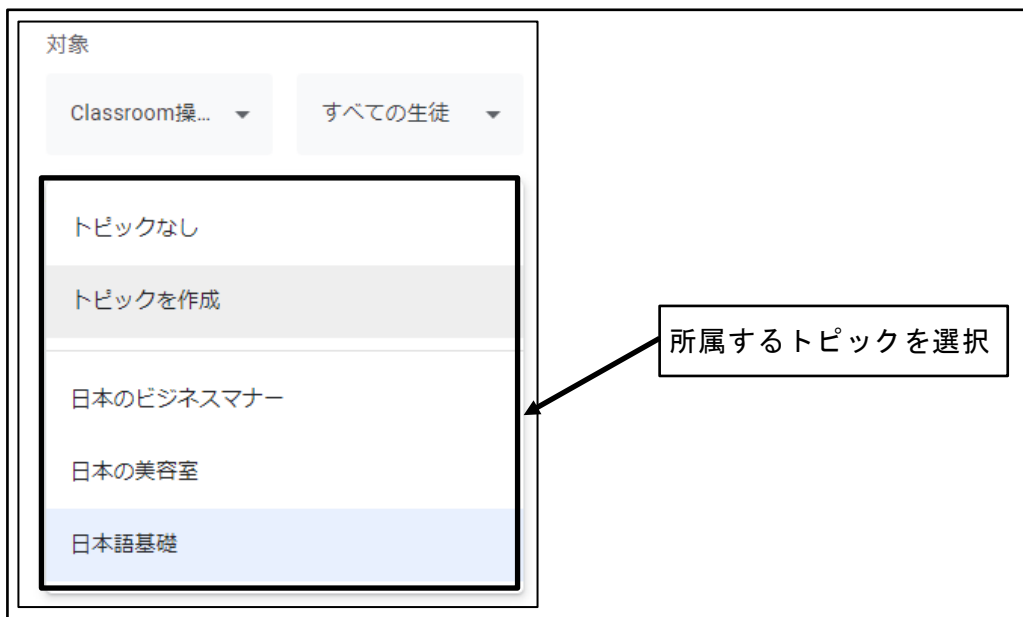 対象
Classroom操... すべての生徒
トピックなし
トピックを作成
所属するトピックを選択
日本のビジネスマナー
日本の美容室
日本語基礎